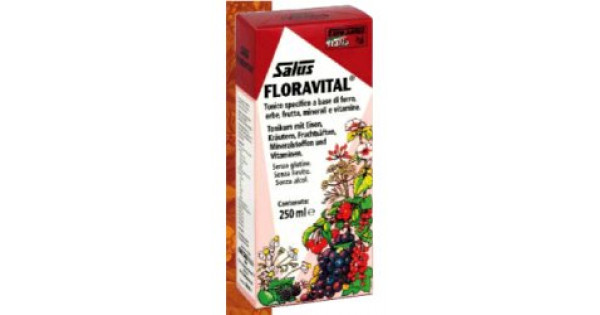 Salus
FLORAVITAL®
Tonico specifico a base di ferro,
erbe, frutta, minerali e vitamine.
Tonikum mit Eisen,
Kräutern, Fruchtsäften,
Mineralstoffen und
Vitaminen.
Senza glutine.
Senza lievito.
Senza alcol.
Contenuto:
250 ml e